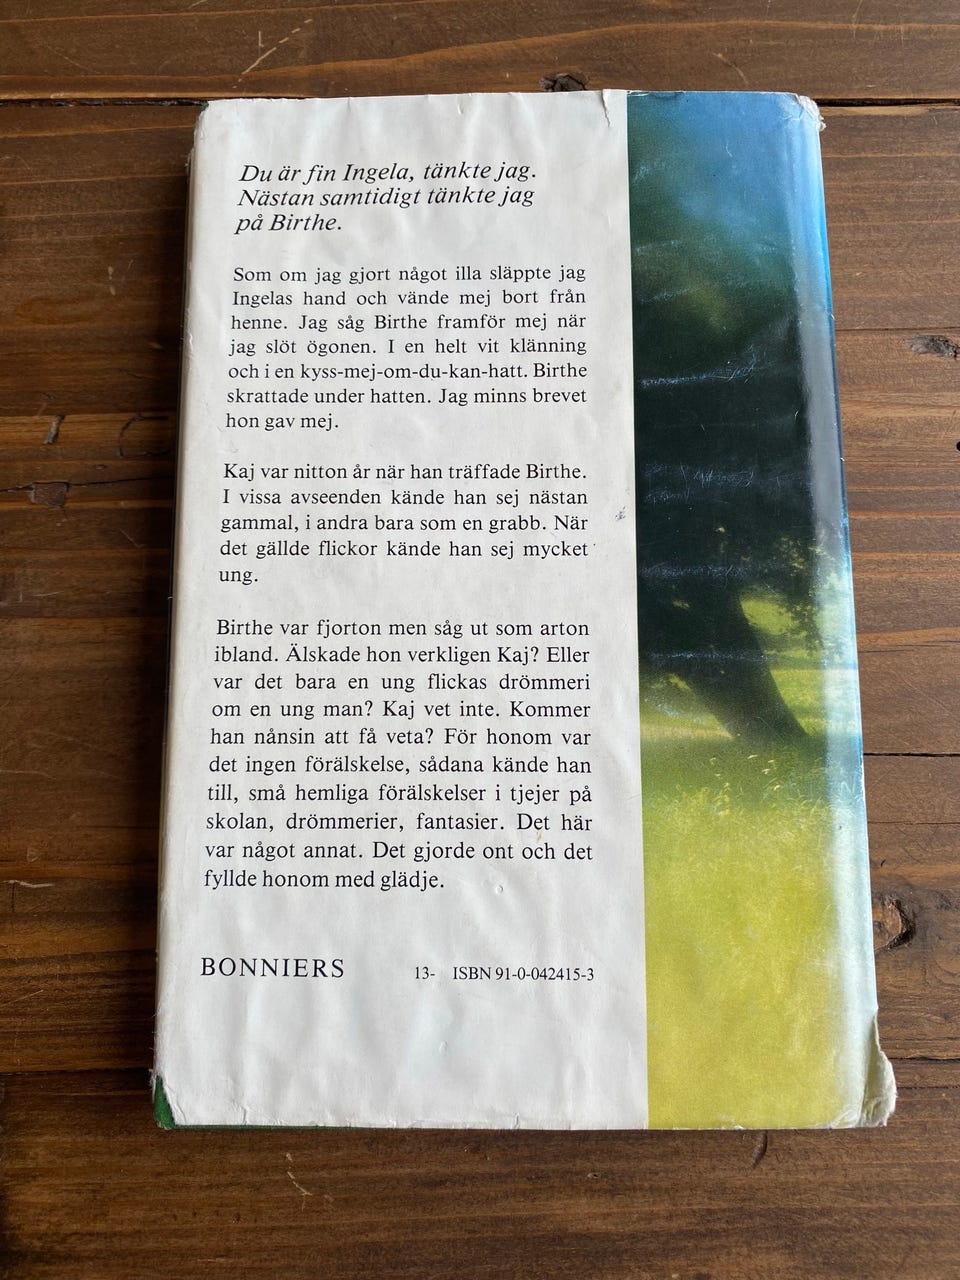 Du är fin Ingela, tänkte jag.
Nästan samtidigt tänkte jag
på Birthe.
Som om jag gjort något illa släppte jag
Ingelas hand och vände mej bort från
henne. Jag såg Birthe framför mej när
jag slöt ögonen. I en helt vit klänning
och i en kyss-mej-om-du-kan-hatt. Birthe
skrattade under hatten. Jag minns brevet
hon gav mej.
Kaj var nitton år när han träffade Birthe.
I vissa avseenden kände han sej nästan
gammal, i andra bara som en grabb. När
det gällde flickor kände han sej mycket
ung.
Birthe var fjorton men såg ut som arton
ibland. Älskade hon verkligen Kaj? Eller
var det bara en ung flickas drömmeri
om en ung man? Kaj vet inte. Kommer
han nånsin att få veta? För honom var
det ingen förälskelse, sådana kände han
till, små hemliga förälskelser i tjejer på
skolan, drömmerier, fantasier. Det här
var något annat. Det gjorde ont och det
fyllde honom med glädje.
BONNIERS 13- ISBN 91-0-042415-3